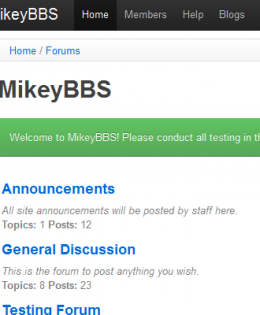 ikeyBBS Home Members Help Blogs
Home / Forums
MikeyBBS
Welcome to MikeyBBS! Please conduct all testing in th
Announcements
All site announcements will be posted by staff here.
Topics: 1 Posts: 12
General Discussion
This is the forum to post anything you wish.
Topics: 8 Posts: 23
Testing Forum